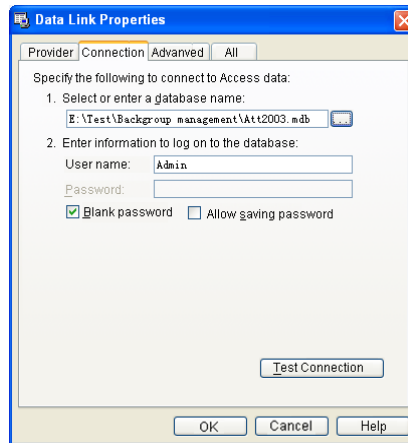 Data Link Properties
Provider Connection Advanved All
Specify the following to connect to Access data:
1. Select or enter a database name:
E:\Test\Backgroup management\Att2003.mdb ...
2. Enter information to log on to the database:
User name: Admin
Password:
Blank password Allow saving password
Test Connection
OK Cancel Help